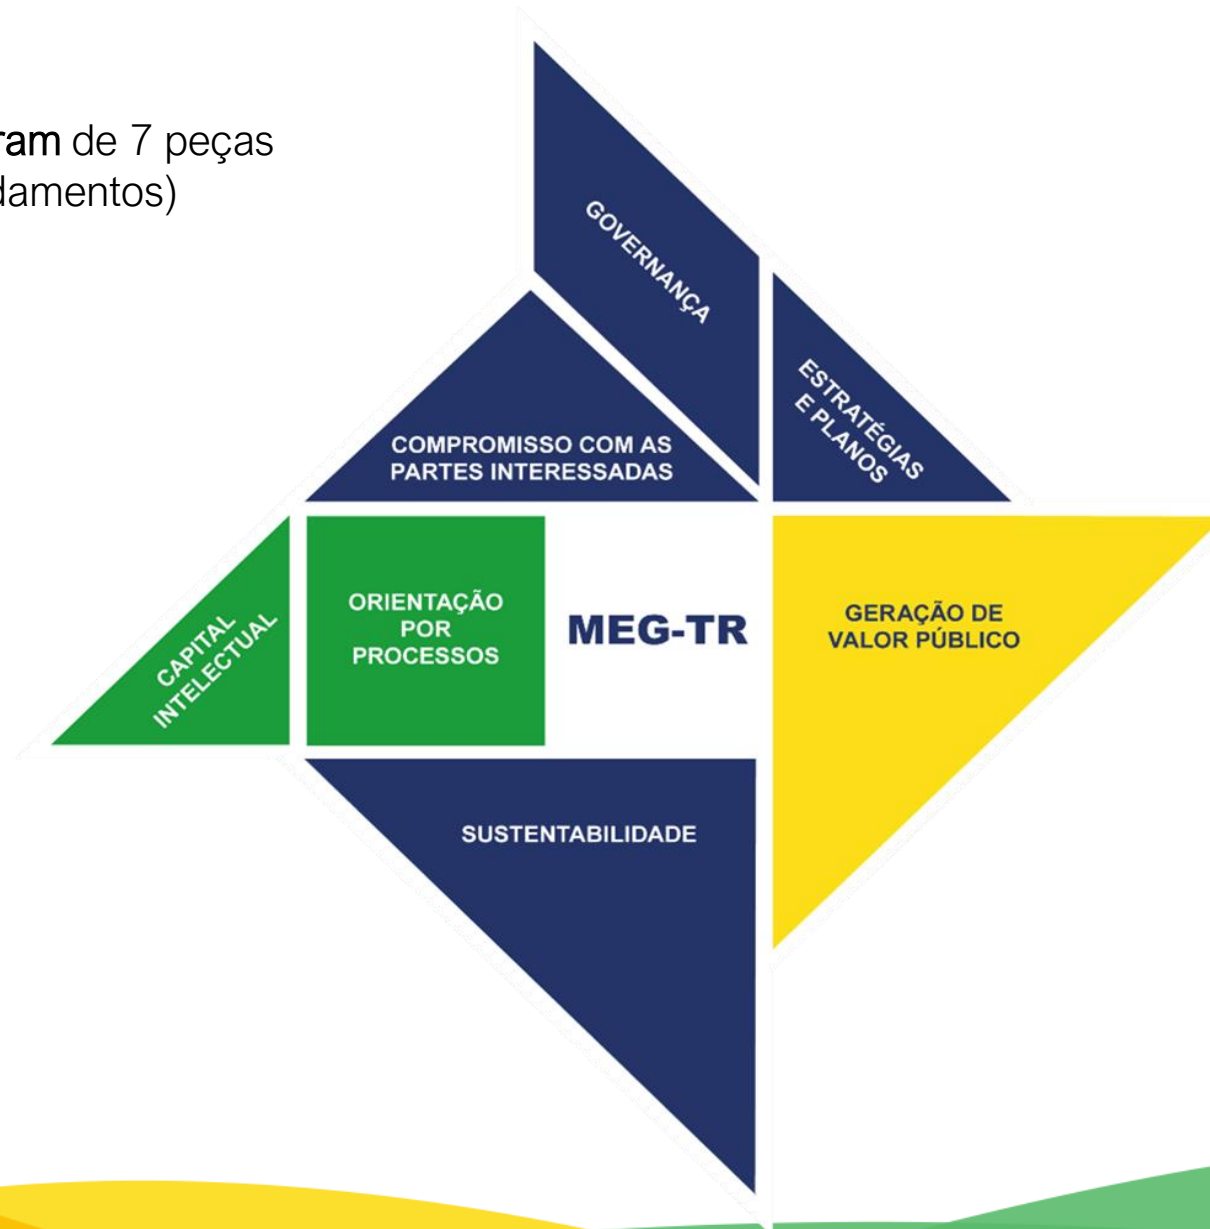 ram de 7 peças
damentos)
GOVERNANÇA
ESTRATÉGIAS
E PLANOS
COMPROMISSO COM AS
PARTES INTERESSADAS
CAPITAL
INTELECTUAL
ORIENTAÇÃO
POR
PROCESSOS
MEG-TR
GERAÇÃO DE
VALOR PÚBLICO
SUSTENTABILIDADE